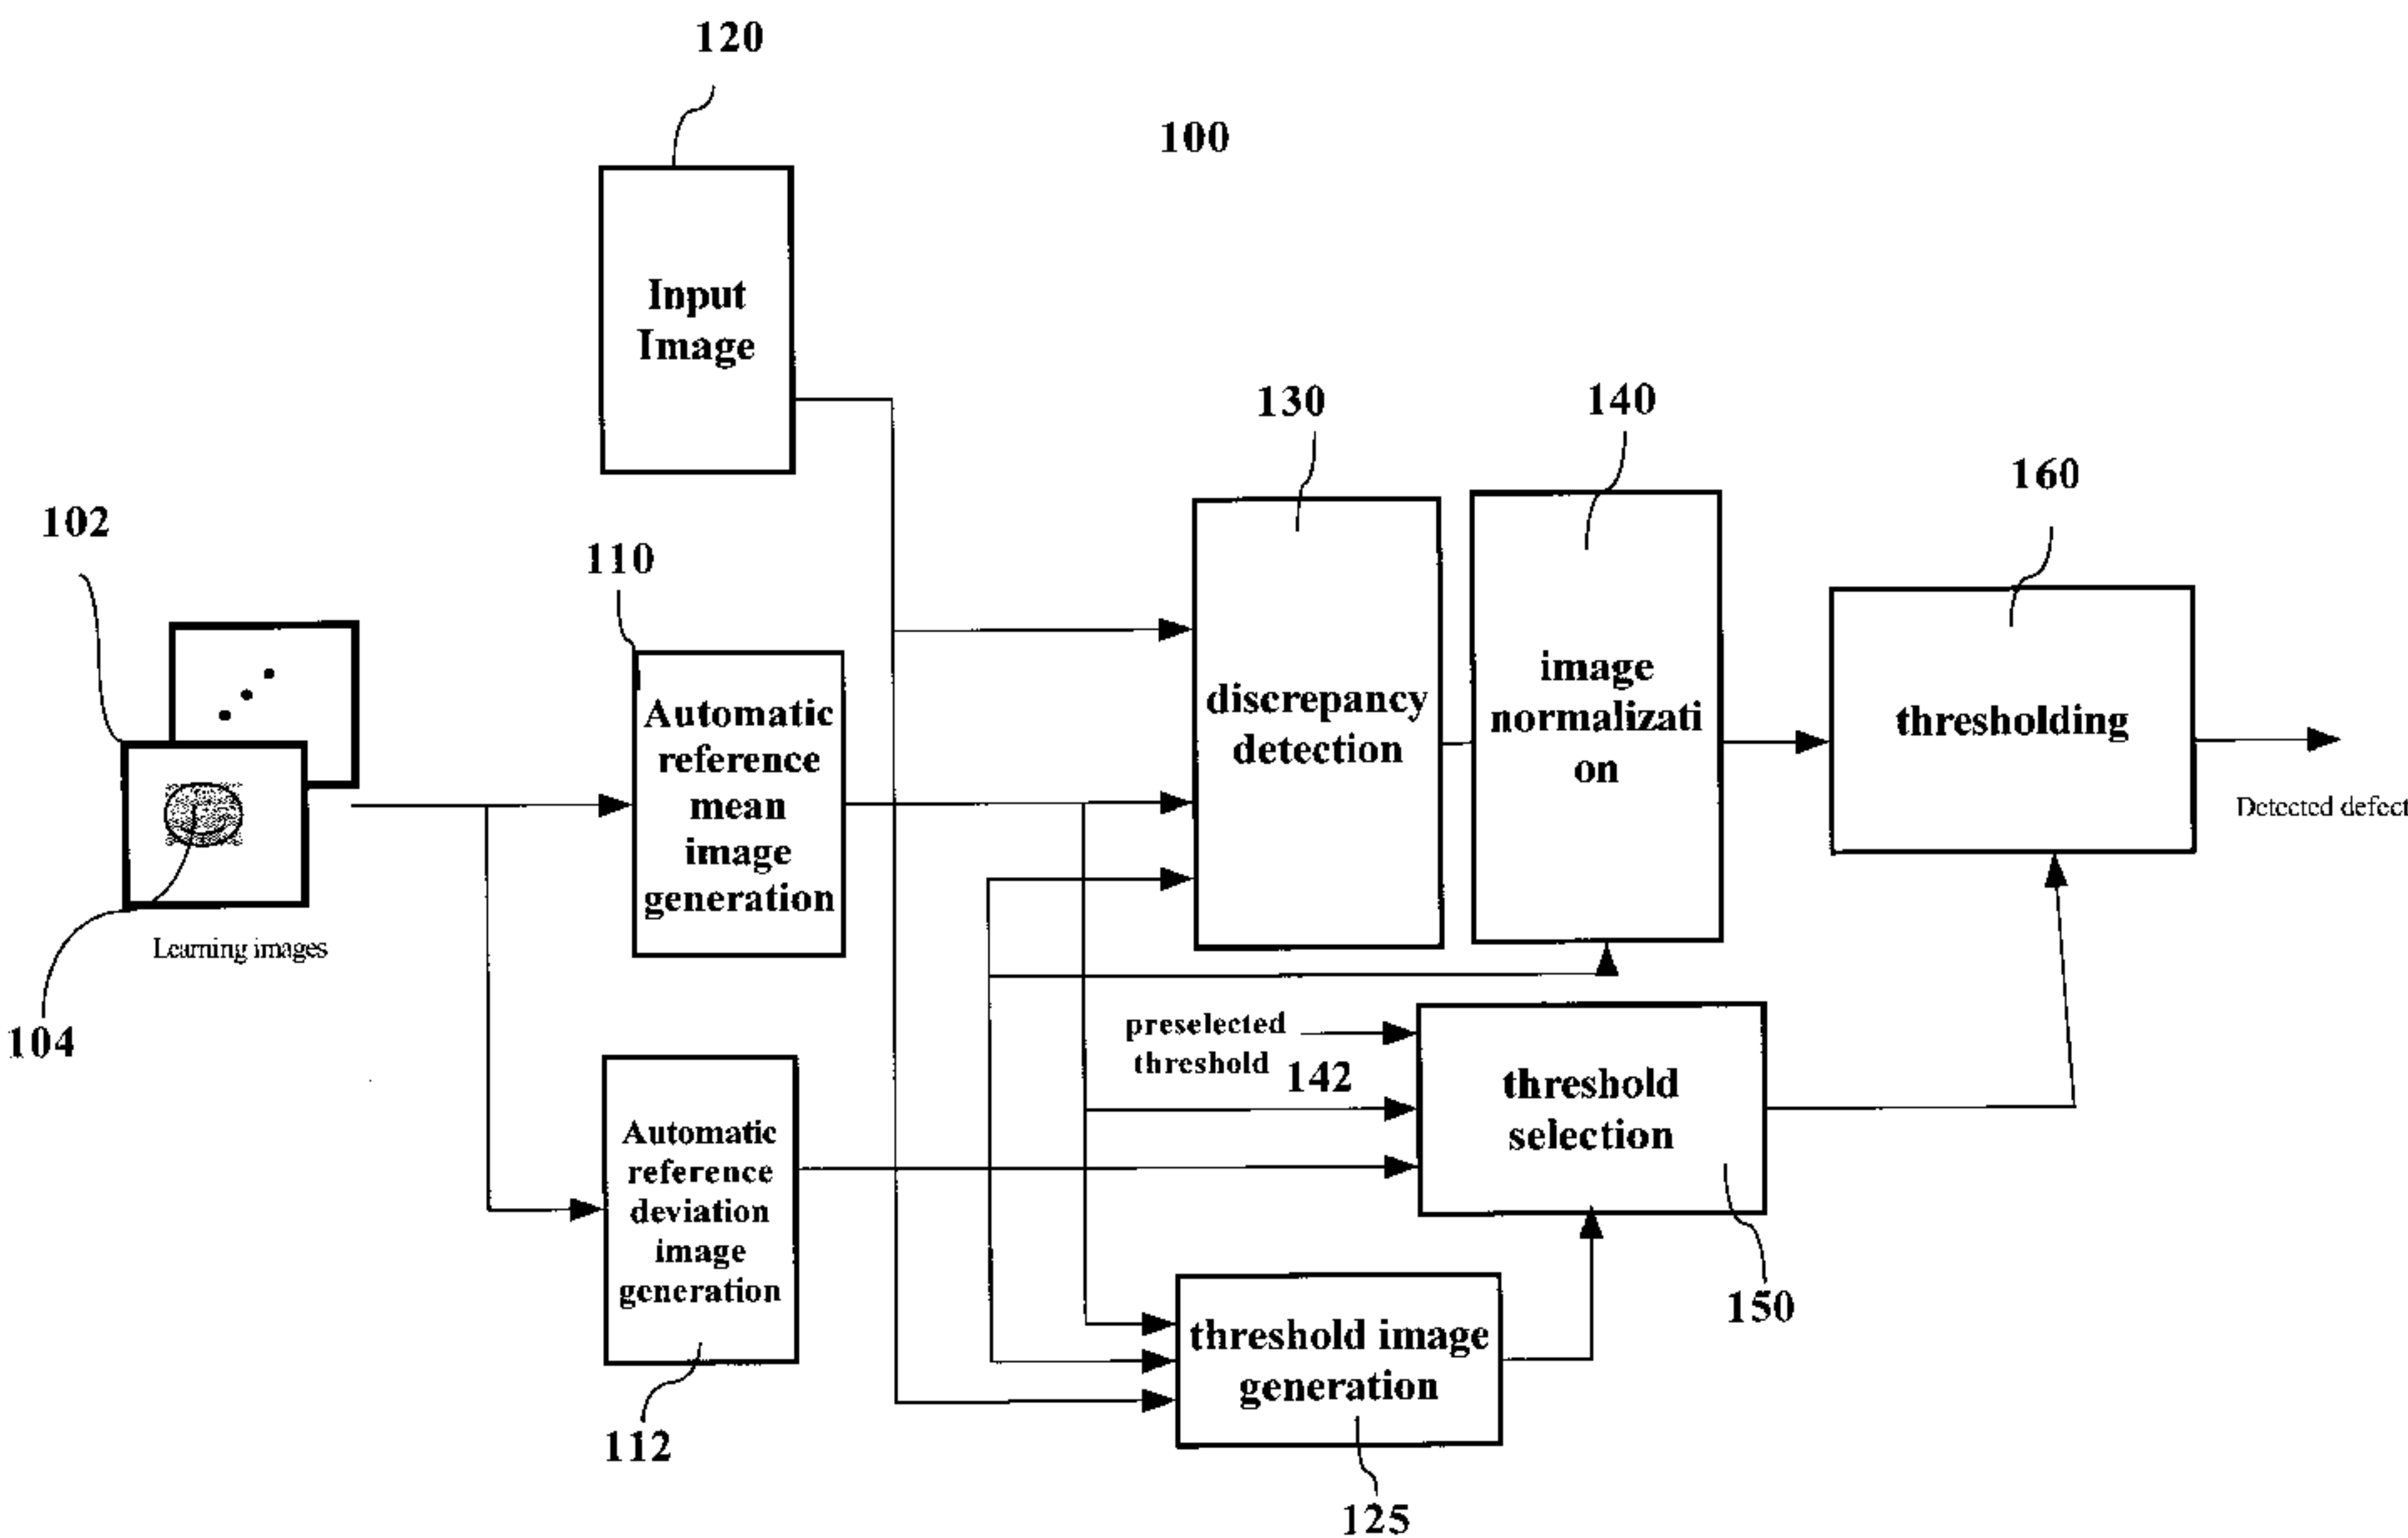 120
100
Input
Image
130
140
160
102
110
Automatic
reference
mean
image
generation
discrepancy
detection
image
normalizati
on
thresholding
Detected defect
Learning images
104
preselected
threshold
142
threshold
selection
150
Automatic
reference
deviation
image
generation
112
threshold image
generation
125